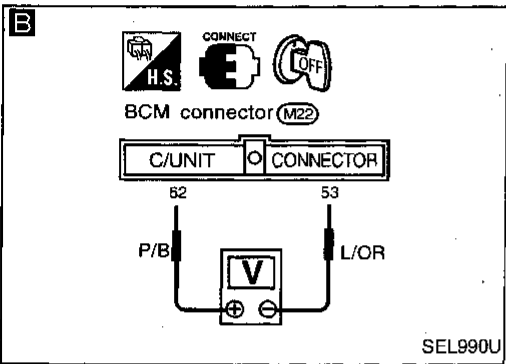 B
CONNECT
H.S.
OFF
BCM connector M22
C/UNIT CONNECTOR
62 53
P/B L/OR
V
⊕ ⊖
SEL990U